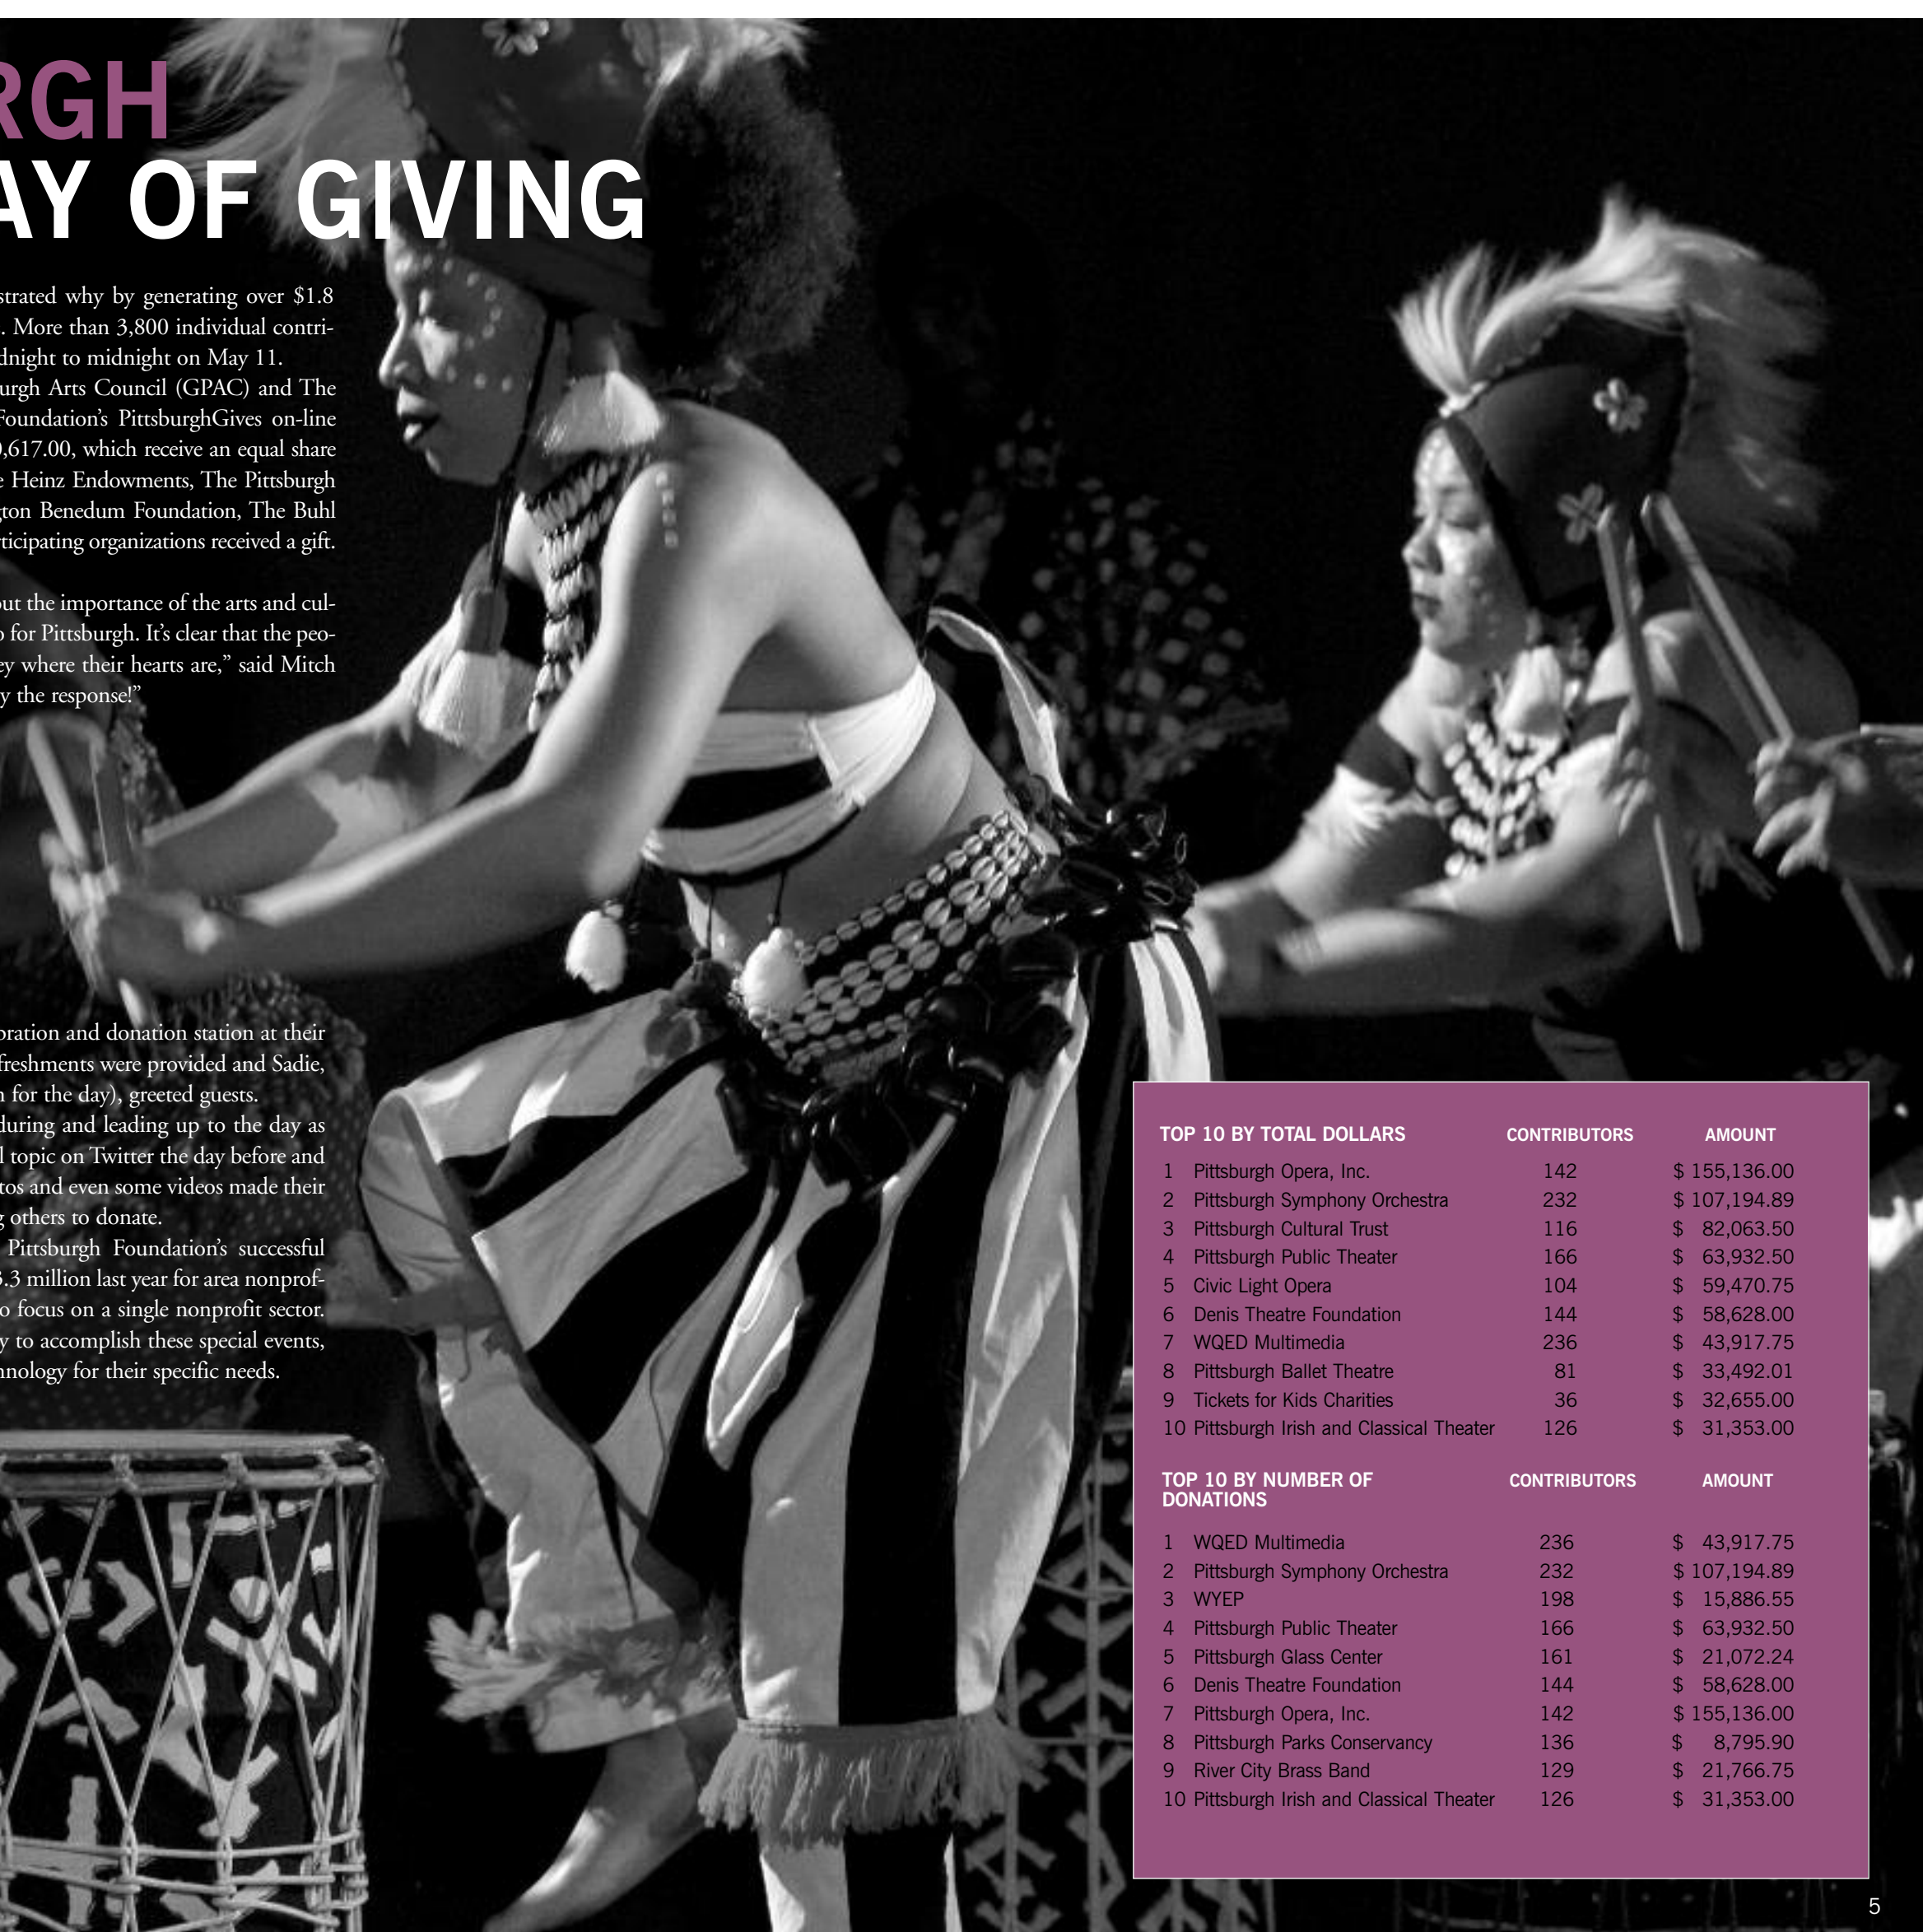 RGH
AY OF GIVING
strated why by generating over $1.8
. More than 3,800 individual contri-
dnight to midnight on May 11.
urgh Arts Council (GPAC) and The
Foundation's PittsburghGives on-line
0,617.00, which receive an equal share
e Heinz Endowments, The Pittsburgh
gton Benedum Foundation, The Buhl
ticipating organizations received a gift.
out the importance of the arts and cul-
o for Pittsburgh. It's clear that the peo-
ey where their hearts are,” said Mitch
y the response!”
bration and donation station at their
freshments were provided and Sadie,
n for the day), greeted guests.
during and leading up to the day as
l topic on Twitter the day before and
tos and even some videos made their
g others to donate.
Pittsburgh Foundation's successful
3.3 million last year for area nonprof-
o focus on a single nonprofit sector.
y to accomplish these special events,
hnology for their specific needs.
TOP 10 BY TOTAL DOLLARS CONTRIBUTORS AMOUNT
1 Pittsburgh Opera, Inc. 142 $ 155,136.00
2 Pittsburgh Symphony Orchestra 232 $ 107,194.89
3 Pittsburgh Cultural Trust 116 $ 82,063.50
4 Pittsburgh Public Theater 166 $ 63,932.50
5 Civic Light Opera 104 $ 59,470.75
6 Denis Theatre Foundation 144 $ 58,628.00
7 WQED Multimedia 236 $ 43,917.75
8 Pittsburgh Ballet Theatre 81 $ 33,492.01
9 Tickets for Kids Charities 36 $ 32,655.00
10 Pittsburgh Irish and Classical Theater 126 $ 31,353.00
TOP 10 BY NUMBER OF CONTRIBUTORS AMOUNT
DONATIONS
1 WQED Multimedia 236 $ 43,917.75
2 Pittsburgh Symphony Orchestra 232 $ 107,194.89
3 WYEP 198 $ 15,886.55
4 Pittsburgh Public Theater 166 $ 63,932.50
5 Pittsburgh Glass Center 161 $ 21,072.24
6 Denis Theatre Foundation 144 $ 58,628.00
7 Pittsburgh Opera, Inc. 142 $ 155,136.00
8 Pittsburgh Parks Conservancy 136 $ 8,795.90
9 River City Brass Band 129 $ 21,766.75
10 Pittsburgh Irish and Classical Theater 126 $ 31,353.00
5